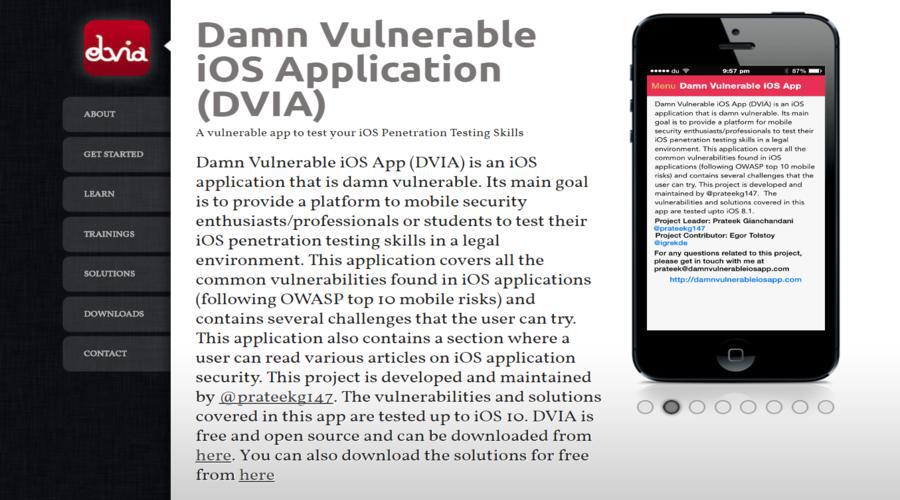 dvia
ABOUT
GET STARTED
LEARN
TRAININGS
SOLUTIONS
DOWNLOADS
CONTACT
Damn Vulnerable
iOS Application
(DVIA)
A vulnerable app to test your iOS Penetration Testing Skills
Damn Vulnerable iOS App (DVIA) is an iOS
application that is damn vulnerable. Its main goal
is to provide a platform to mobile security
enthusiasts/professionals or students to test their
iOS penetration testing skills in a legal
environment. This application covers all the
common vulnerabilities found in iOS applications
(following OWASP top 10 mobile risks) and
contains several challenges that the user can try.
This application also contains a section where a
user can read various articles on iOS application
security. This project is developed and maintained
by @prateekg147. The vulnerabilities and solutions
covered in this app are tested up to iOS 10. DVIA is
free and open source and can be downloaded from
here. You can also download the solutions for free
from here
du 9:57 pm 87%
Menu Damn Vulnerable iOS App
Damn Vulnerable iOS App (DVIA) is an iOS
application that is damn vulnerable. Its main
goal is to provide a platform for mobile
security enthusiasts/professionals to test their
iOS penetration testing skills in a legal
environment. This application covers all the
common vulnerabilities found in iOS
applications (following OWASP top 10 mobile
risks) and contains several challenges that the
user can try. This project is developed and
maintained by @prateekg147. The
vulnerabilities and solutions covered in this
app are tested upto iOS 8.1.
Project Leader: Prateek Gianchandani
@prateekg147
Project Contributor: Egor Tolstoy
@igrekde
For any questions related to this project,
please get in touch with me at
prateek@damnvulnerableiosapp.com
http://damnvulnerableiosapp.com